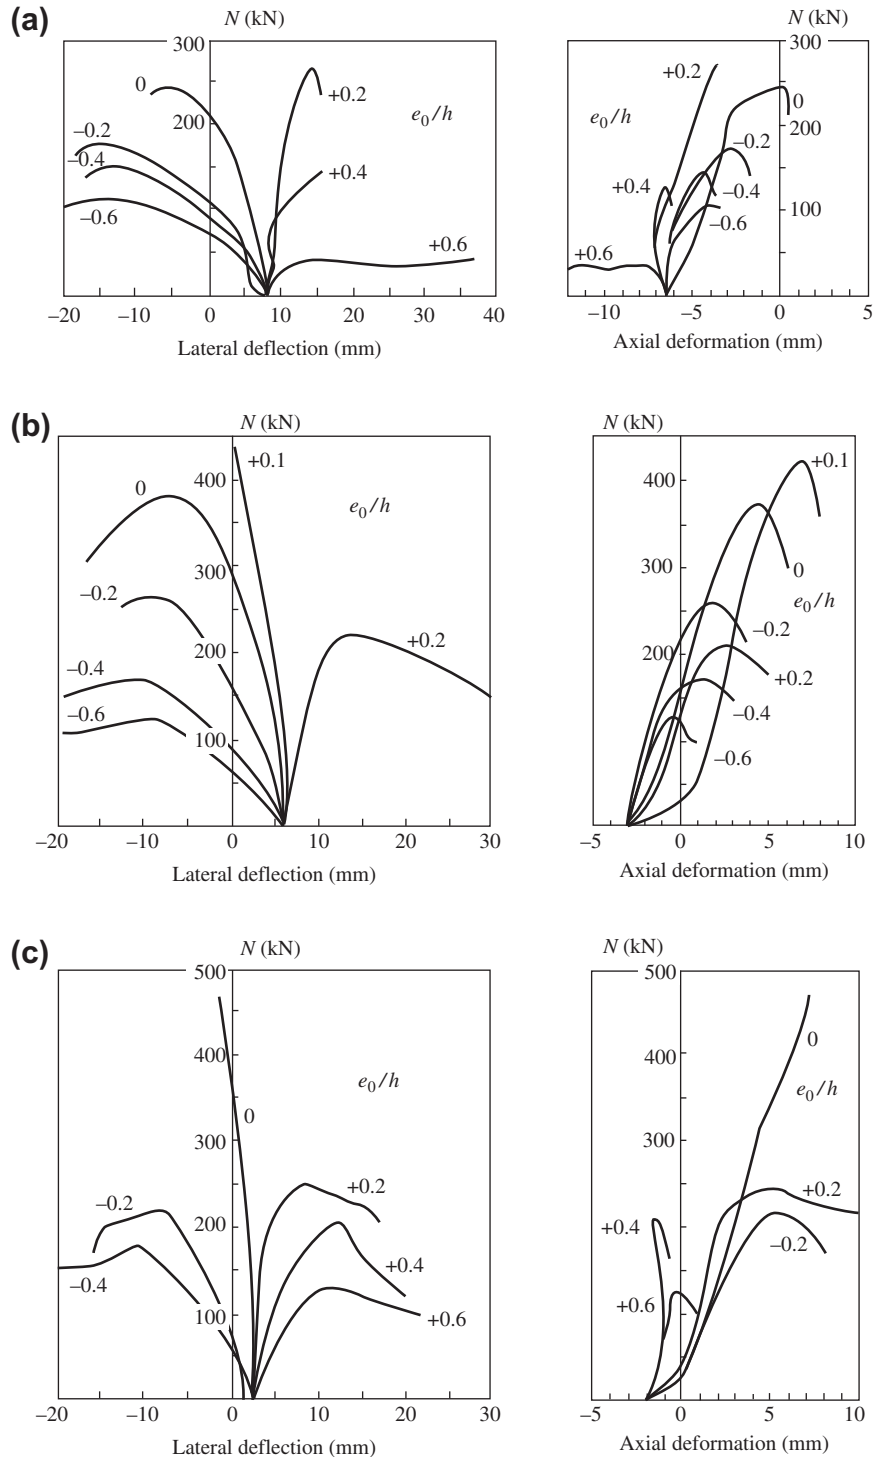 (a)
N (kN)
300
200
0
+0.2
e0/h
–0.2
–0.4
–0.6
+0.4
+0.6
–20 –10 0 10 20 30 40
Lateral deflection (mm)
N (kN)
300
200
100
+0.2
0
e0/h
–0.2
+0.4
–0.4
–0.6
+0.6
–10 –5 0 5
Axial deformation (mm)
(b)
N (kN)
400
300
200
100
+0.1
0
e0/h
–0.2
+0.2
–0.4
–0.6
–20 –10 0 10 20 30
Lateral deflection (mm)
N (kN)
400
300
200
100
+0.1
0
e0/h
–0.2
+0.2
–0.4
–0.6
–5 0 5 10
Axial deformation (mm)
(c)
N (kN)
500
400
300
200
100
e0/h
0
–0.2
+0.2
–0.4
+0.4
+0.6
–20 –10 0 10 20 30
Lateral deflection (mm)
N (kN)
500
400
300
200
100
0
e0/h
+0.2
+0.4
–0.2
+0.6
–5 0 5 10
Axial deformation (mm)